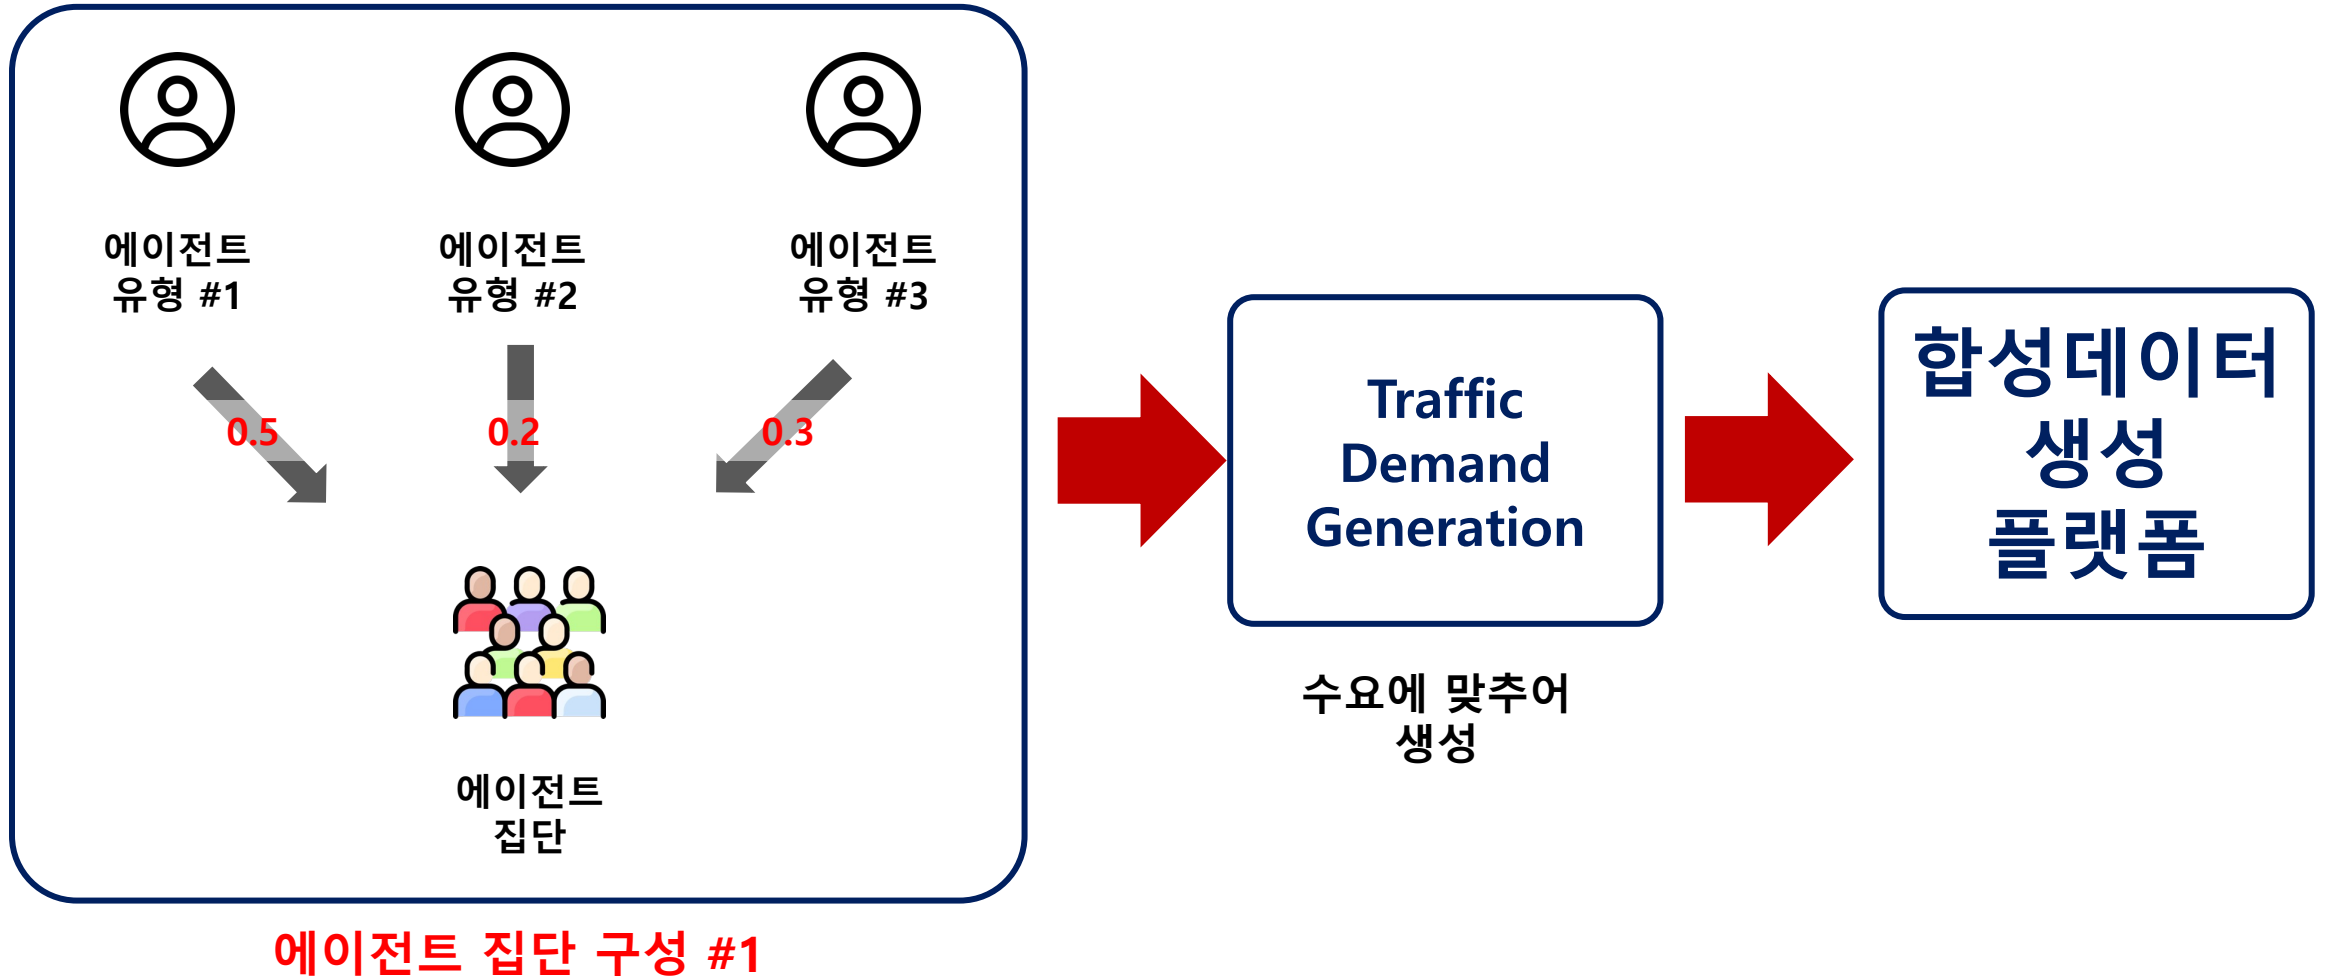 에이전트
유형 #1
에이전트
유형 #2
에이전트
유형 #3
0.5
0.2
0.3
에이전트
집단
에이전트 집단 구성 #1
Traffic
Demand
Generation
수요에 맞추어
생성
합성데이터
생성
플랫폼